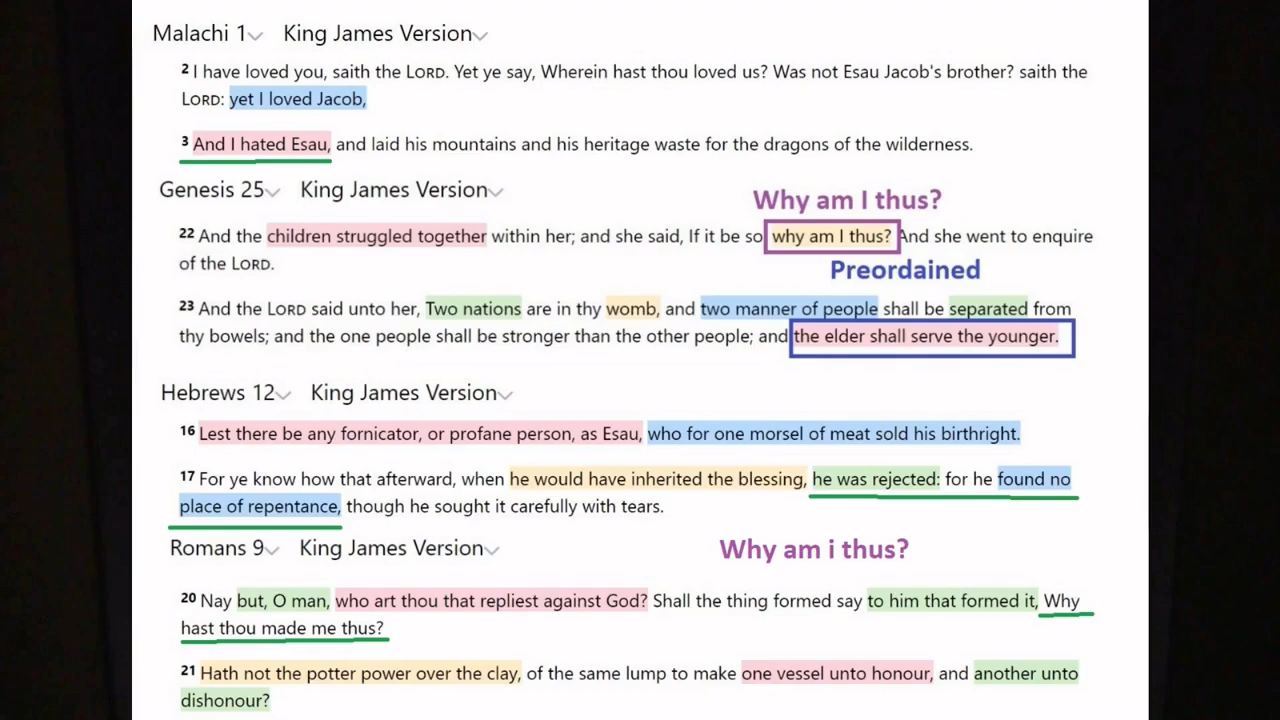 Malachi 1 King James Version
2 I have loved you, saith the LORD. Yet ye say, Wherein hast thou loved us? Was not Esau Jacob's brother? saith the
LORD: yet I loved Jacob,
3 And I hated Esau, and laid his mountains and his heritage waste for the dragons of the wilderness.
Genesis 25 King James Version
Why am I thus?
22 And the children struggled together within her; and she said, If it be so why am I thus? And she went to enquire
of the LORD.
Preordained
23 And the LORD said unto her, Two nations are in thy womb, and two manner of people shall be separated from
thy bowels; and the one people shall be stronger than the other people; and the elder shall serve the younger.
Hebrews 12 King James Version
16 Lest there be any fornicator, or profane person, as Esau, who for one morsel of meat sold his birthright.
17 For ye know how that afterward, when he would have inherited the blessing, he was rejected: for he found no
place of repentance, though he sought it carefully with tears.
Romans 9 King James Version
Why am i thus?
20 Nay but, O man, who art thou that repliest against God? Shall the thing formed say to him that formed it, Why
hast thou made me thus?
21 Hath not the potter power over the clay, of the same lump to make one vessel unto honour, and another unto
dishonour?